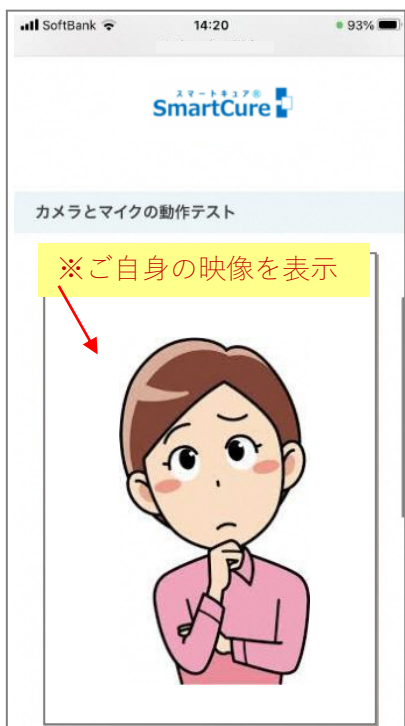 SoftBank 14:20 93%
スマートキュア®
SmartCure
カメラとマイクの動作テスト
※ご自身の映像を表示